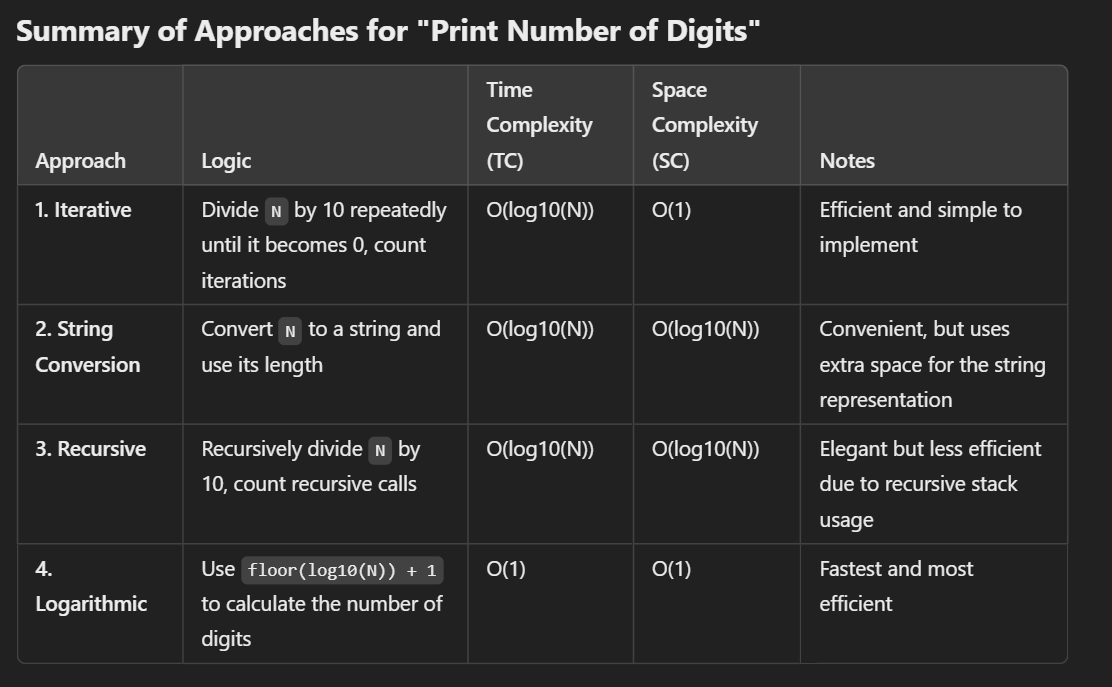 Summary of Approaches for "Print Number of Digits"
Approach
Logic
Time
Complexity
(TC)
Space
Complexity
(SC)
Notes
1. Iterative
Divide N by 10 repeatedly
until it becomes 0, count
iterations
O(log10(N))
O(1)
Efficient and simple to
implement
2. String
Conversion
Convert N to a string and
use its length
O(log10(N))
O(log10(N))
Convenient, but uses
extra space for the string
representation
3. Recursive
Recursively divide N by
10, count recursive calls
O(log10(N))
O(log10(N))
Elegant but less efficient
due to recursive stack
usage
4.
Logarithmic
Use floor(log10(N)) + 1
to calculate the number of
digits
O(1)
O(1)
Fastest and most
efficient